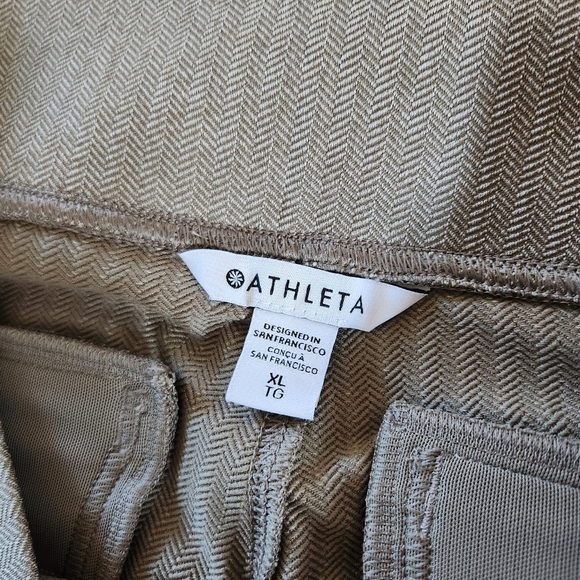 ATHLETA
DESIGNED IN
SAN FRANCISCO
CONÇU À
SAN FRANCISCO
XL
TG